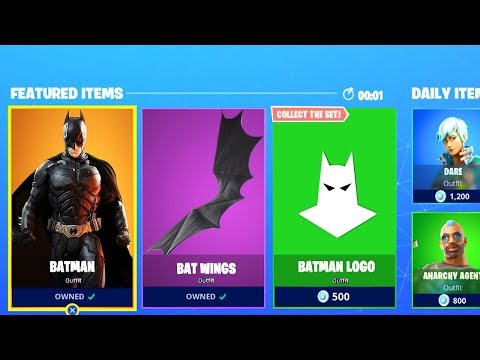 FEATURED ITEMS
00:01
DAILY ITE
COLLECT THE SET!
BATMAN
Outfit
OWNED ✓
BAT WINGS
Outfit
OWNED ✓
BATMAN LOGO
Outfit
500
DARE
Outfit
1,200
ANARCHY AGENT
Outfit
800